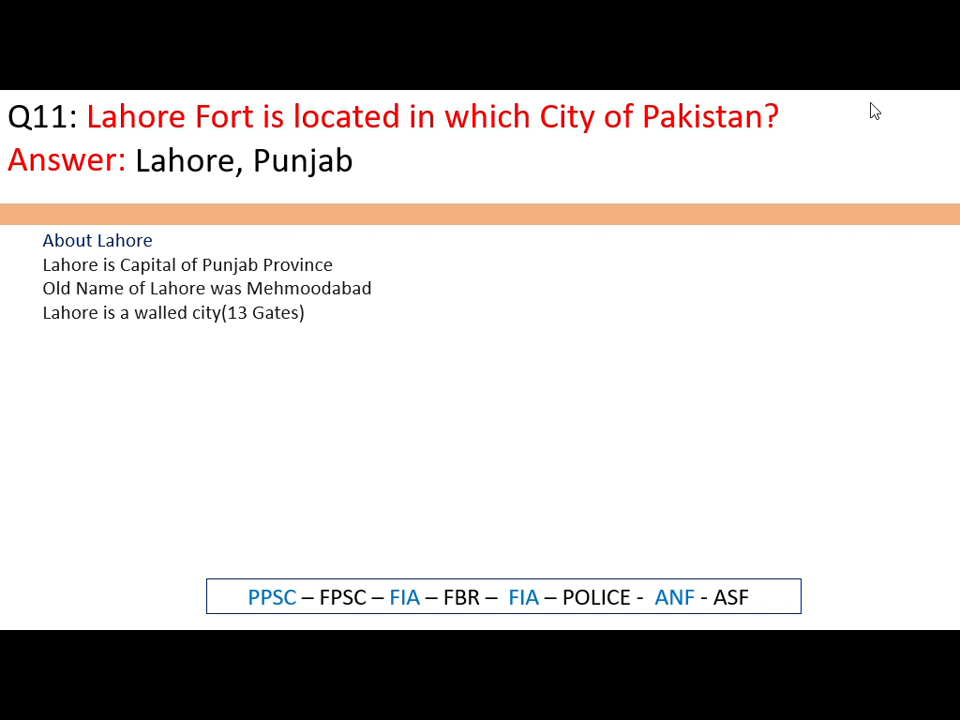 Q11: Lahore Fort is located in which City of Pakistan?
Answer: Lahore, Punjab
About Lahore
Lahore is Capital of Punjab Province
Old Name of Lahore was Mehmoodabad
Lahore is a walled city(13 Gates)
PPSC – FPSC – FIA – FBR – FIA – POLICE - ANF - ASF